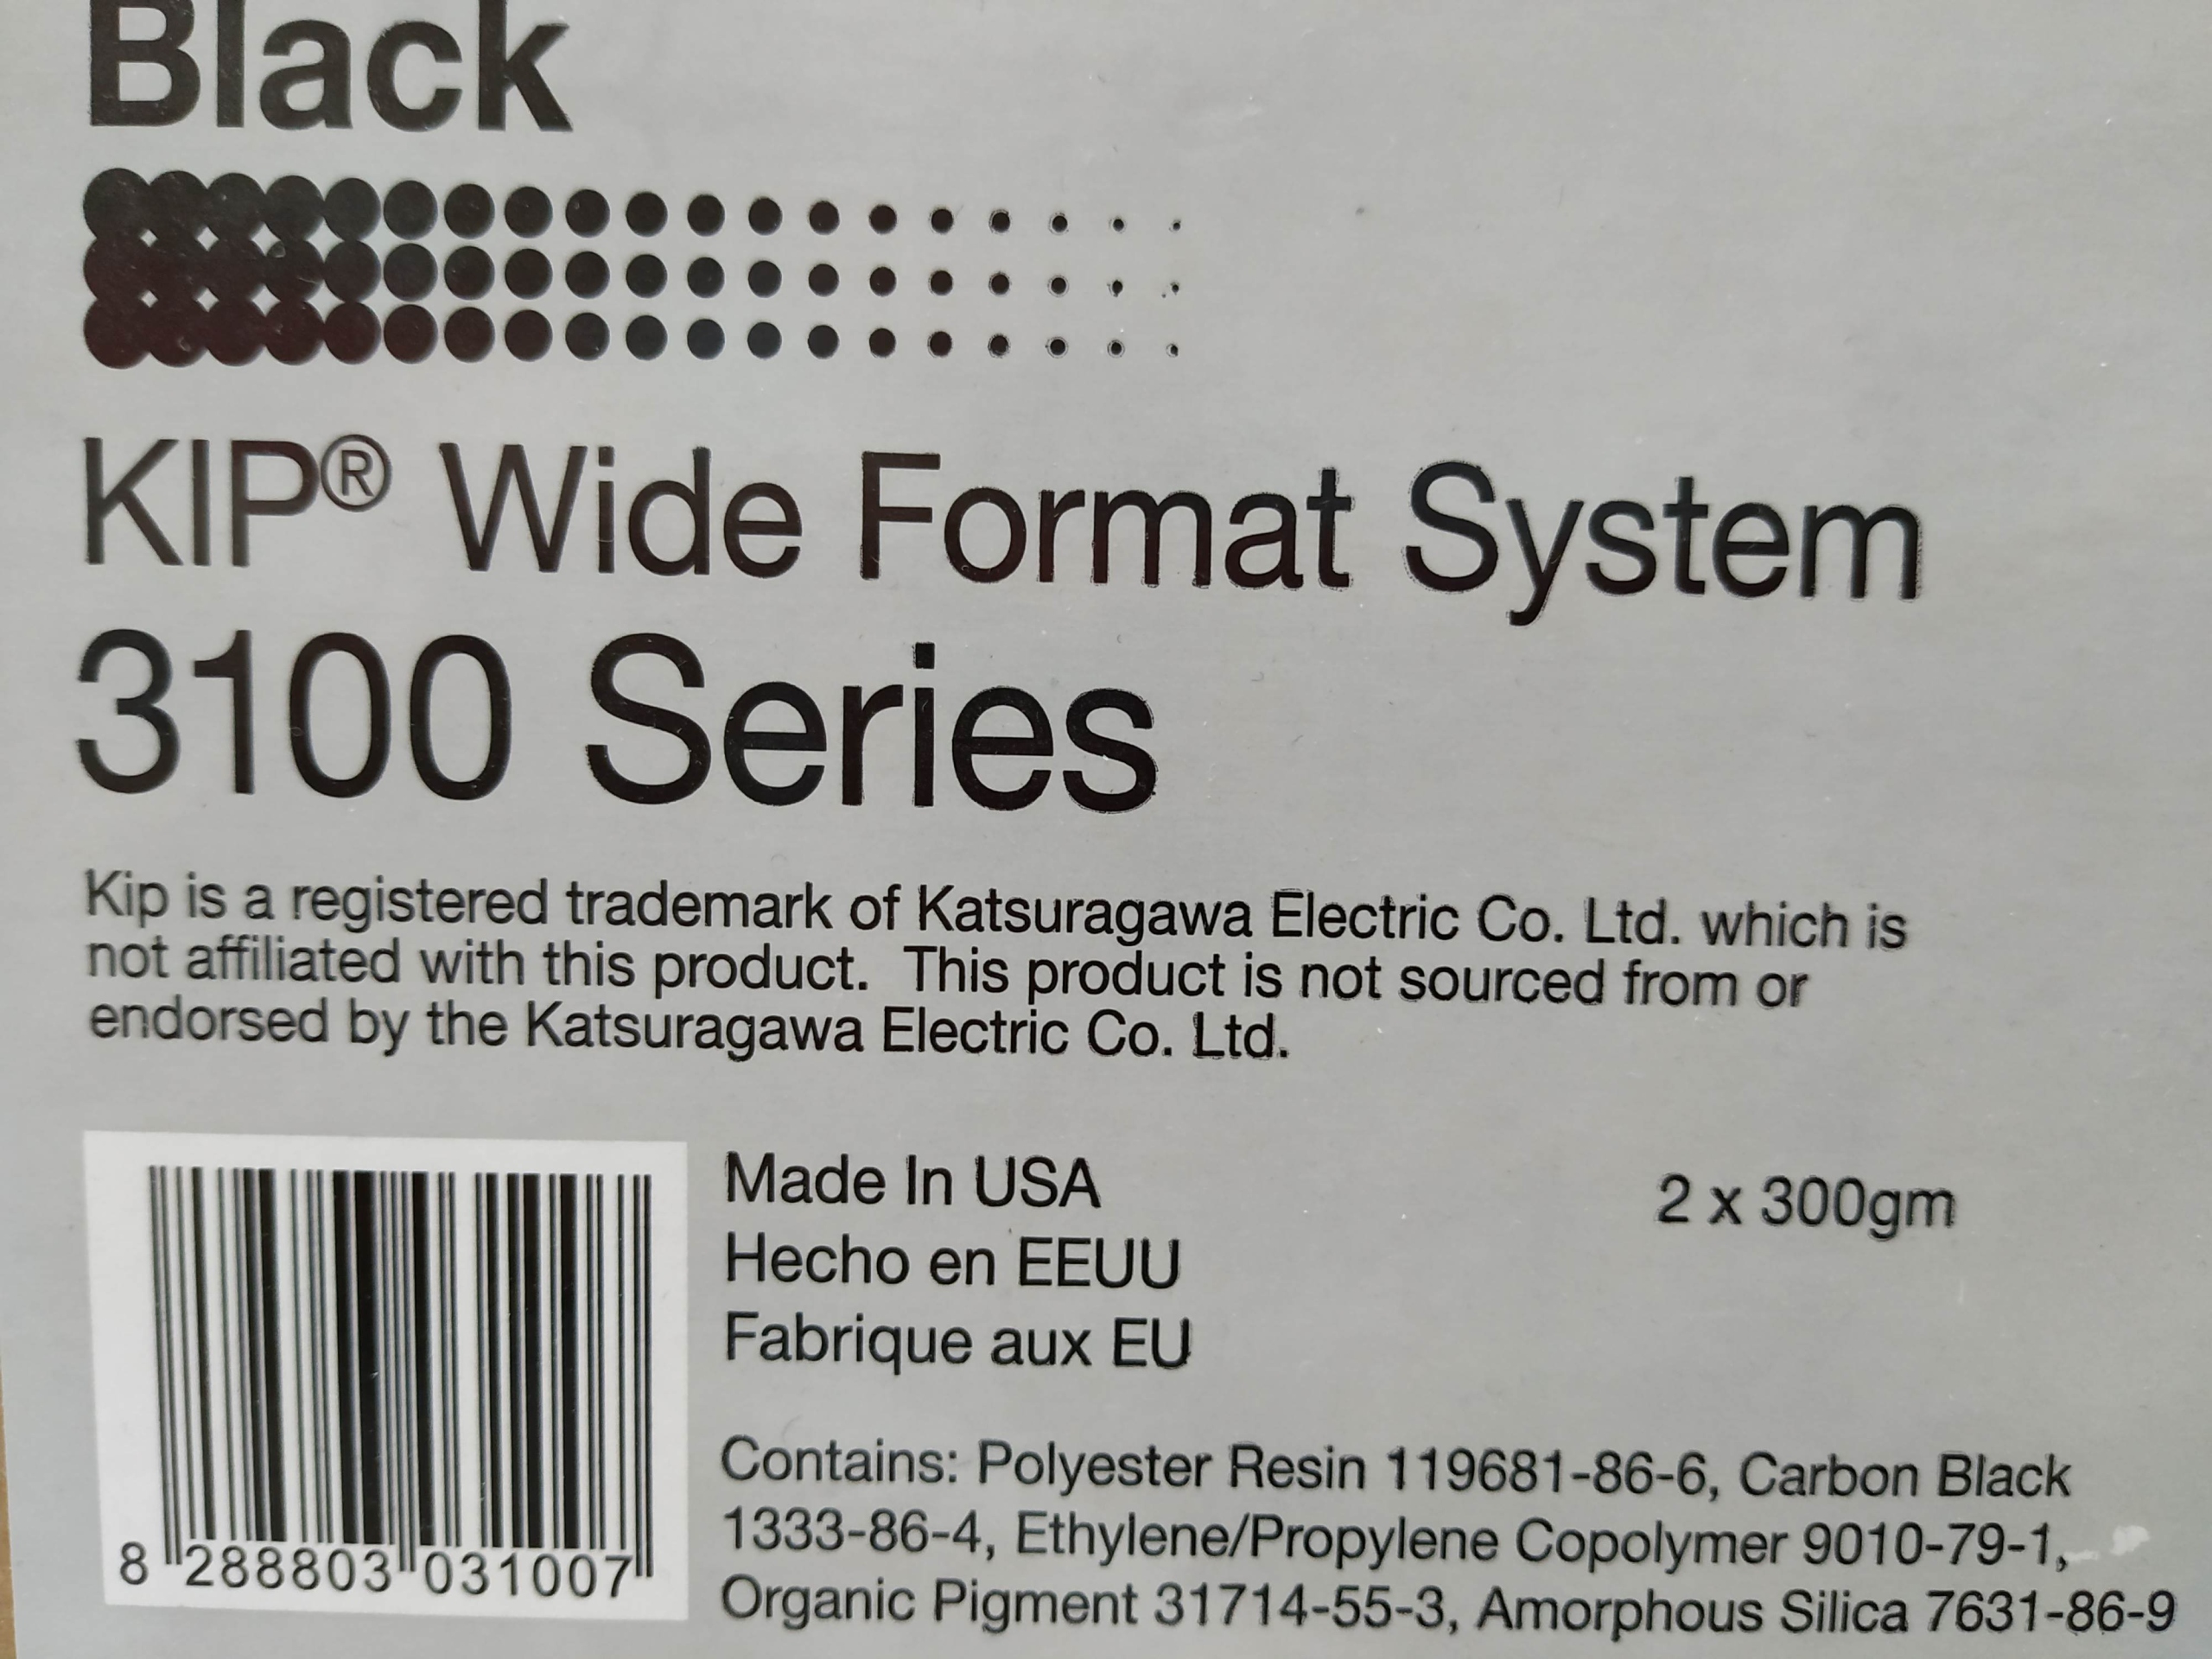 Black
KIP® Wide Format System
3100 Series
Kip is a registered trademark of Katsuragawa Electric Co. Ltd. which is
not affiliated with this product.  This product is not sourced from or
endorsed by the Katsuragawa Electric Co. Ltd.
Made In USA
2 x 300gm
Hecho en EEUU
Fabrique aux EU
Contains: Polyester Resin 119681-86-6, Carbon Black
1333-86-4, Ethylene/Propylene Copolymer 9010-79-1,
Organic Pigment 31714-55-3, Amorphous Silica 7631-86-9
8 288803 031007